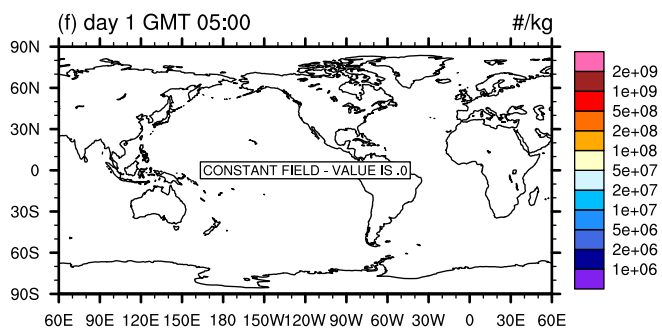 (f) day 1 GMT 05:00 #/kg
90N
60N
30N
0
30S
60S
90S
CONSTANT FIELD - VALUE IS .0
60E 90E 120E 150E 180 150W 120W 90W 60W 30W 0 30E 60E
2e+09
1e+09
5e+08
2e+08
1e+08
5e+07
2e+07
1e+07
5e+06
2e+06
1e+06